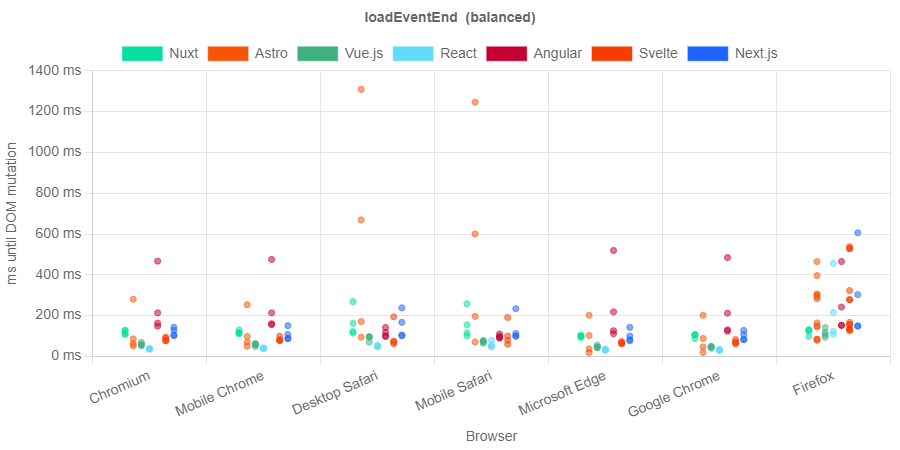 loadEventEnd (balanced)
Nuxt Astro Vue.js React Angular Svelte Next.js
1400 ms
1200 ms
1000 ms
800 ms
600 ms
400 ms
200 ms
0 ms
ms until DOM mutation
Chromium
Mobile Chrome
Desktop Safari
Mobile Safari
Microsoft Edge
Google Chrome
Firefox
Browser